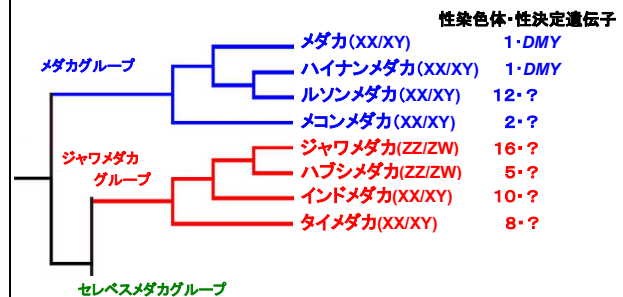 性染色体・性決定遺伝子
メダカ(XX/XY) 1・DMY
メダカグループ
ハイナンメダカ(XX/XY) 1・DMY
ルソンメダカ(XX/XY) 12・?
メコンメダカ(XX/XY) 2・?
ジャワメダカ(ZZ/ZW) 16・?
ジャワメダカ
グループ
ハブシメダカ(ZZ/ZW) 5・?
インドメダカ(XX/XY) 10・?
タイメダカ(XX/XY) 8・?
セレベスメダカグループ